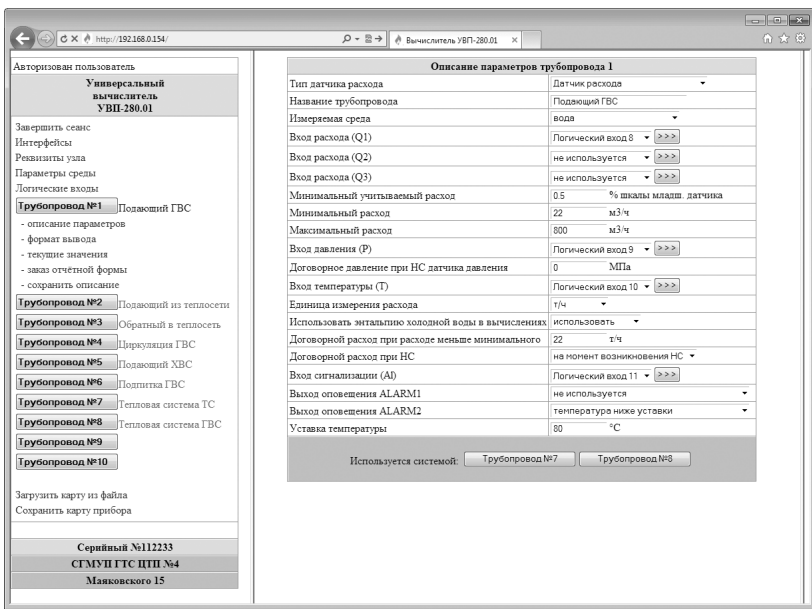 http://192.168.0.154/
Вычислитель УВП-280.01
Авторизован пользователь
Универсальный
вычислитель
УВП-280.01
Завершить сеанс
Интерфейсы
Реквизиты узла
Параметры среды
Логические входы
Трубопровод №1 Подающий ГВС
- описание параметров
- формат вывода
- текущие значения
- заказ отчётной формы
- сохранить описание
Трубопровод №2 Подающий из теплосети
Трубопровод №3 Обратный в теплосеть
Трубопровод №4 Циркуляция ГВС
Трубопровод №5 Подающий ХВС
Трубопровод №6 Подпитка ГВС
Трубопровод №7 Тепловая система ТС
Трубопровод №8 Тепловая система ГВС
Трубопровод №9
Трубопровод №10
Загрузить карту из файла
Сохранить карту прибора
Серийный №112233
СГМУП ГТС ЦТП №4
Маяковского 15
Описание параметров трубопровода 1
Тип датчика расхода Датчик расхода
Название трубопровода Подающий ГВС
Измеряемая среда вода
Вход расхода (Q1) Логический вход 8 >>>
Вход расхода (Q2) не используется >>>
Вход расхода (Q3) не используется >>>
Минимальный учитываемый расход 0.5 % шкалы младш. датчика
Минимальный расход 22 м3/ч
Максимальный расход 800 м3/ч
Вход давления (P) Логический вход 9 >>>
Договорное давление при НС датчика давления 0 МПа
Вход температуры (T) Логический вход 10 >>>
Единица измерения расхода т/ч
Использовать энтальпию холодной воды в вычислениях использовать
Договорной расход при расходе меньше минимального 22 т/ч
Договорной расход при НС на момент возникновения НС
Вход сигнализации (AI) Логический вход 11 >>>
Выход оповещения ALARM1 не используется
Выход оповещения ALARM2 температура ниже уставки
Уставка температуры 80 °C
Используется системой: Трубопровод №7 Трубопровод №8